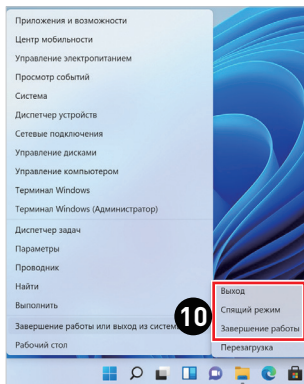 Приложения и возможности
Центр мобильности
Управление электропитанием
Просмотр событий
Система
Диспетчер устройств
Сетевые подключения
Управление дисками
Управление компьютером
Терминал Windows
Терминал Windows (Администратор)
Диспетчер задач
Параметры
Проводник
Найти
Выполнить
Завершение работы или выход из систем
Рабочий стол
10
Выход
Спящий режим
Завершение работы
Перезагрузка